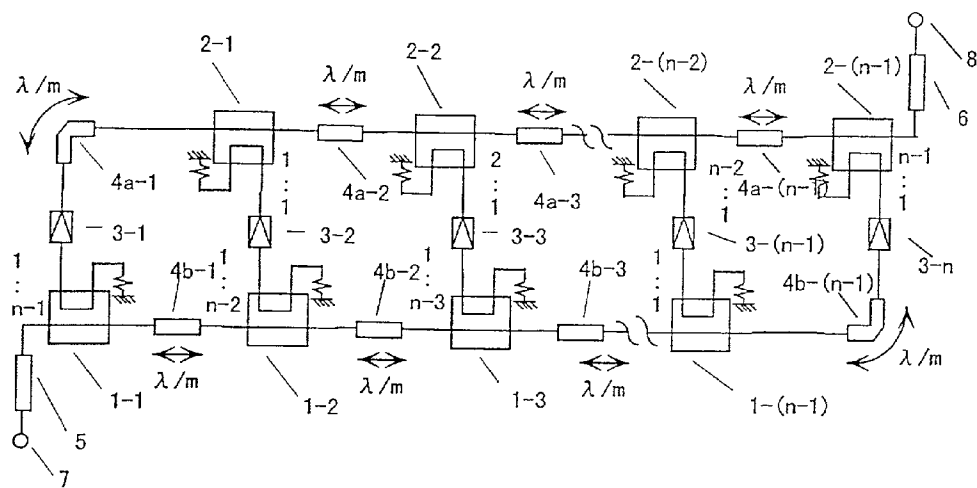 2-1
2-2
2-(n-2)
2-(n-1)
8
6
λ/m
λ/m
λ/m
λ/m
4a-1
4a-2
4a-3
4a-(n-1)
1
:
1
2
:
1
n-2
:
1
n-1
:
1
3-1
3-2
3-3
3-(n-1)
3-n
1
:
n-1
4b-1
1
:
n-2
4b-2
1
:
n-3
4b-3
1
:
1
4b-(n-1)
λ/m
λ/m
λ/m
λ/m
1-1
1-2
1-3
1-(n-1)
5
7